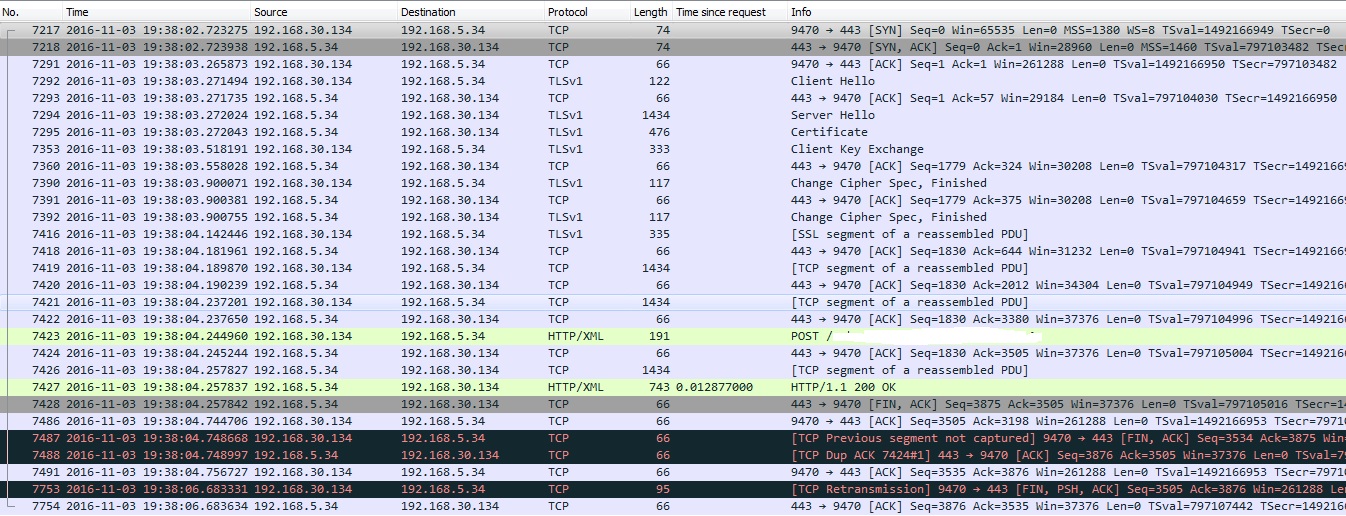 No. Time Source Destination Protocol Length Time since request Info
7217 2016-11-03 19:38:02.723275 192.168.30.134 192.168.5.34 TCP 74 9470 → 443 [SYN] Seq=0 Win=65535 Len=0 MSS=1380 WS=8 TSval=1492166949 TSecr=0
7218 2016-11-03 19:38:02.723938 192.168.5.34 192.168.30.134 TCP 74 443 → 9470 [SYN, ACK] Seq=0 Ack=1 Win=28960 Len=0 MSS=1460 TSval=797103482 TSecr
7291 2016-11-03 19:38:03.265873 192.168.30.134 192.168.5.34 TCP 66 9470 → 443 [ACK] Seq=1 Ack=1 Win=261288 Len=0 TSval=1492166950 TSecr=797103482
7292 2016-11-03 19:38:03.271494 192.168.30.134 192.168.5.34 TLSv1 122 Client Hello
7293 2016-11-03 19:38:03.271735 192.168.5.34 192.168.30.134 TCP 66 443 → 9470 [ACK] Seq=1 Ack=57 Win=29184 Len=0 TSval=797104030 TSecr=1492166950
7294 2016-11-03 19:38:03.272024 192.168.5.34 192.168.30.134 TLSv1 1434 Server Hello
7295 2016-11-03 19:38:03.272043 192.168.5.34 192.168.30.134 TLSv1 476 Certificate
7353 2016-11-03 19:38:03.518191 192.168.30.134 192.168.5.34 TLSv1 333 Client Key Exchange
7360 2016-11-03 19:38:03.558028 192.168.5.34 192.168.30.134 TCP 66 443 → 9470 [ACK] Seq=1779 Ack=324 Win=30208 Len=0 TSval=797104317 TSecr=1492166
7390 2016-11-03 19:38:03.900071 192.168.30.134 192.168.5.34 TLSv1 117 Change Cipher Spec, Finished
7391 2016-11-03 19:38:03.900381 192.168.5.34 192.168.30.134 TCP 66 443 → 9470 [ACK] Seq=1779 Ack=375 Win=30208 Len=0 TSval=797104659 TSecr=1492166
7392 2016-11-03 19:38:03.900755 192.168.5.34 192.168.30.134 TLSv1 117 Change Cipher Spec, Finished
7416 2016-11-03 19:38:04.142446 192.168.30.134 192.168.5.34 TLSv1 335 [SSL segment of a reassembled PDU]
7418 2016-11-03 19:38:04.181961 192.168.5.34 192.168.30.134 TCP 66 443 → 9470 [ACK] Seq=1830 Ack=644 Win=31232 Len=0 TSval=797104941 TSecr=1492166
7419 2016-11-03 19:38:04.189870 192.168.30.134 192.168.5.34 TCP 1434 [TCP segment of a reassembled PDU]
7420 2016-11-03 19:38:04.190239 192.168.5.34 192.168.30.134 TCP 66 443 → 9470 [ACK] Seq=1830 Ack=2012 Win=34304 Len=0 TSval=797104949 TSecr=149216
7421 2016-11-03 19:38:04.237201 192.168.30.134 192.168.5.34 TCP 1434 [TCP segment of a reassembled PDU]
7422 2016-11-03 19:38:04.237650 192.168.5.34 192.168.30.134 TCP 66 443 → 9470 [ACK] Seq=1830 Ack=3380 Win=37376 Len=0 TSval=797104996 TSecr=149216
7423 2016-11-03 19:38:04.244960 192.168.30.134 192.168.5.34 HTTP/XML 191 POST /
7424 2016-11-03 19:38:04.245244 192.168.5.34 192.168.30.134 TCP 66 443 → 9470 [ACK] Seq=1830 Ack=3505 Win=37376 Len=0 TSval=797105004 TSecr=149216
7426 2016-11-03 19:38:04.257827 192.168.5.34 192.168.30.134 TCP 1434 [TCP segment of a reassembled PDU]
7427 2016-11-03 19:38:04.257837 192.168.5.34 192.168.30.134 HTTP/XML 743 0.012877000 HTTP/1.1 200 OK
7428 2016-11-03 19:38:04.257842 192.168.5.34 192.168.30.134 TCP 66 443 → 9470 [FIN, ACK] Seq=3875 Ack=3505 Win=37376 Len=0 TSval=797105016 TSecr=1
7486 2016-11-03 19:38:04.744706 192.168.30.134 192.168.5.34 TCP 66 9470 → 443 [ACK] Seq=3505 Ack=3198 Win=261288 Len=0 TSval=1492166953 TSecr=7971
7487 2016-11-03 19:38:04.748668 192.168.30.134 192.168.5.34 TCP 66 [TCP Previous segment not captured] 9470 → 443 [FIN, ACK] Seq=3534 Ack=3875 Win=
7488 2016-11-03 19:38:04.748997 192.168.5.34 192.168.30.134 TCP 66 [TCP Dup ACK 7424#1] 443 → 9470 [ACK] Seq=3876 Ack=3505 Win=37376 Len=0 TSval=7
7491 2016-11-03 19:38:04.756727 192.168.30.134 192.168.5.34 TCP 66 9470 → 443 [ACK] Seq=3535 Ack=3876 Win=261288 Len=0 TSval=1492166953 TSecr=7971
7753 2016-11-03 19:38:06.683331 192.168.30.134 192.168.5.34 TCP 95 [TCP Retransmission] 9470 → 443 [FIN, PSH, ACK] Seq=3505 Ack=3876 Win=261288 Le
7754 2016-11-03 19:38:06.683634 192.168.5.34 192.168.30.134 TCP 66 443 → 9470 [ACK] Seq=3876 Ack=3535 Win=37376 Len=0 TSval=797107442 TSecr=149216